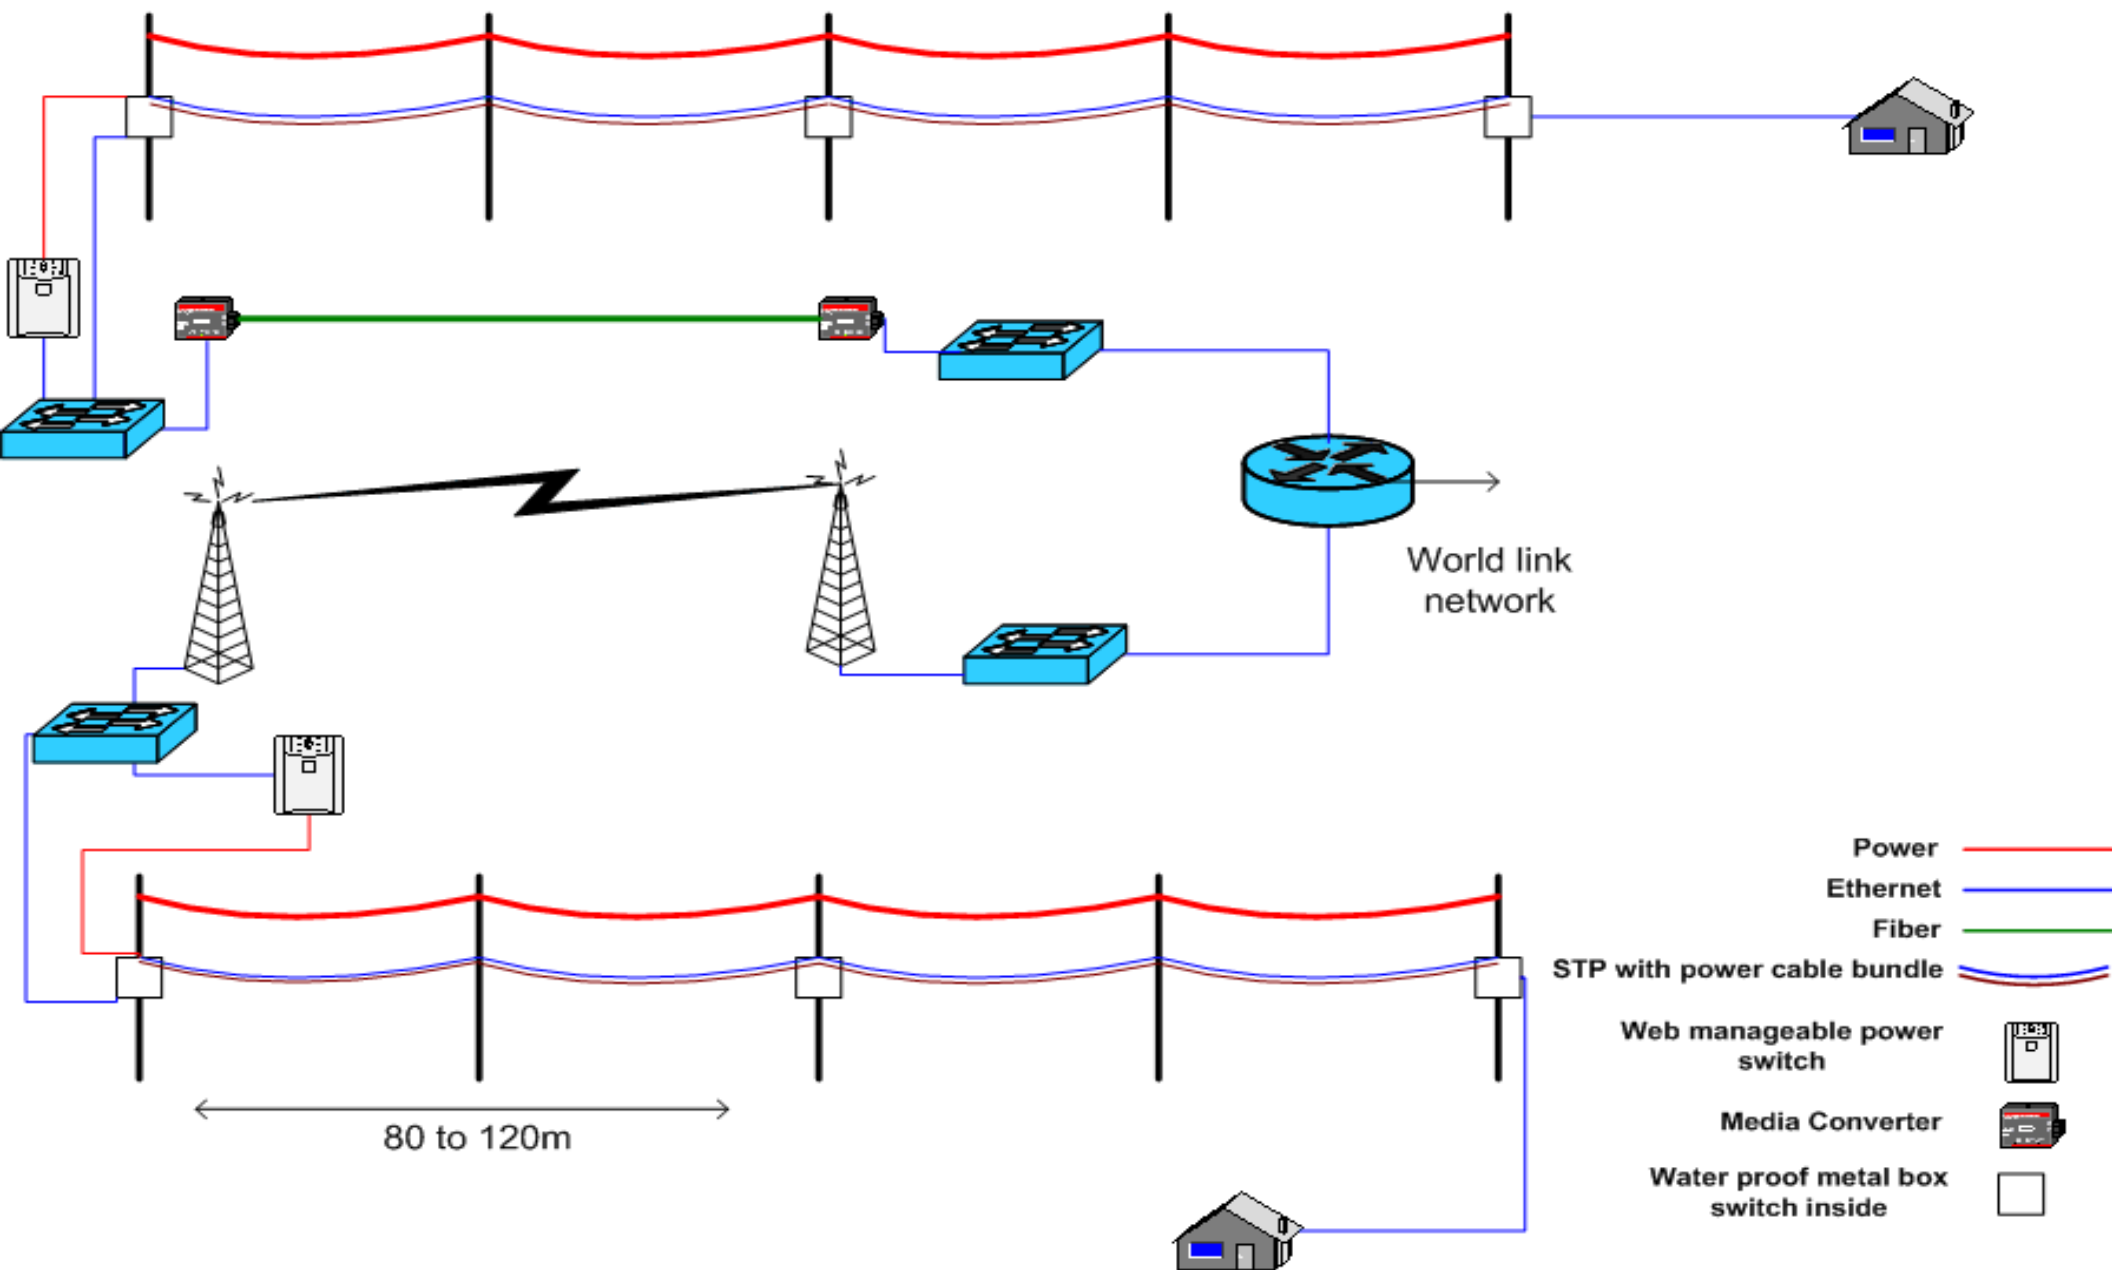 World link
network
Power
Ethernet
Fiber
STP with power cable bundle
Web manageable power
switch
80 to 120m
Media Converter
Water proof metal box
switch inside